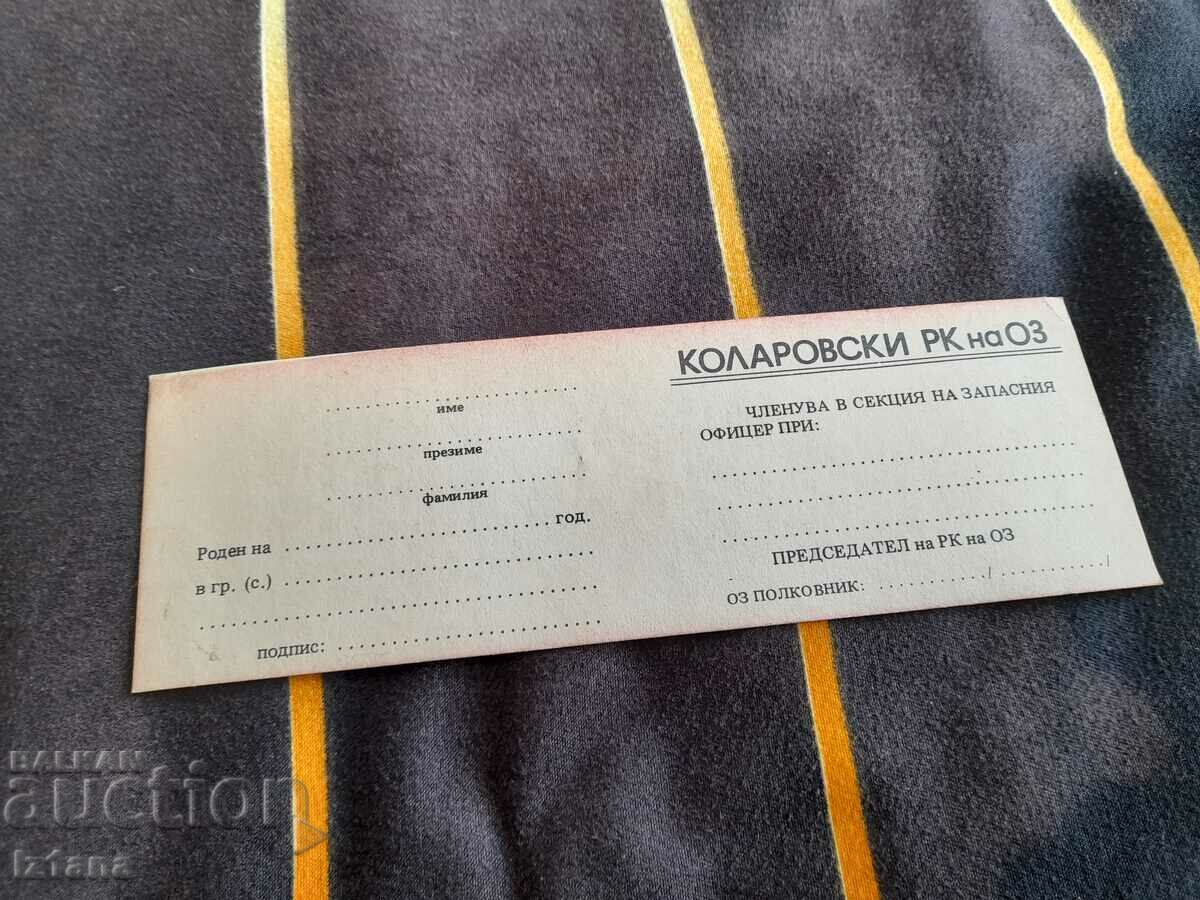 име
презиме
фамилия
Роден на ........................... год.
в гр. (с.) ................................
........................................
подпис: ...........................
КОЛАРОВСКИ РК на ОЗ
ЧЛЕНУВА В СЕКЦИЯ НА ЗАПАСНИЯ
ОФИЦЕР ПРИ:
ПРЕДСЕДАТЕЛ на РК на ОЗ
ОЗ ПОЛКОВНИК: .........../.........../
BALKAN
auction
Iztana